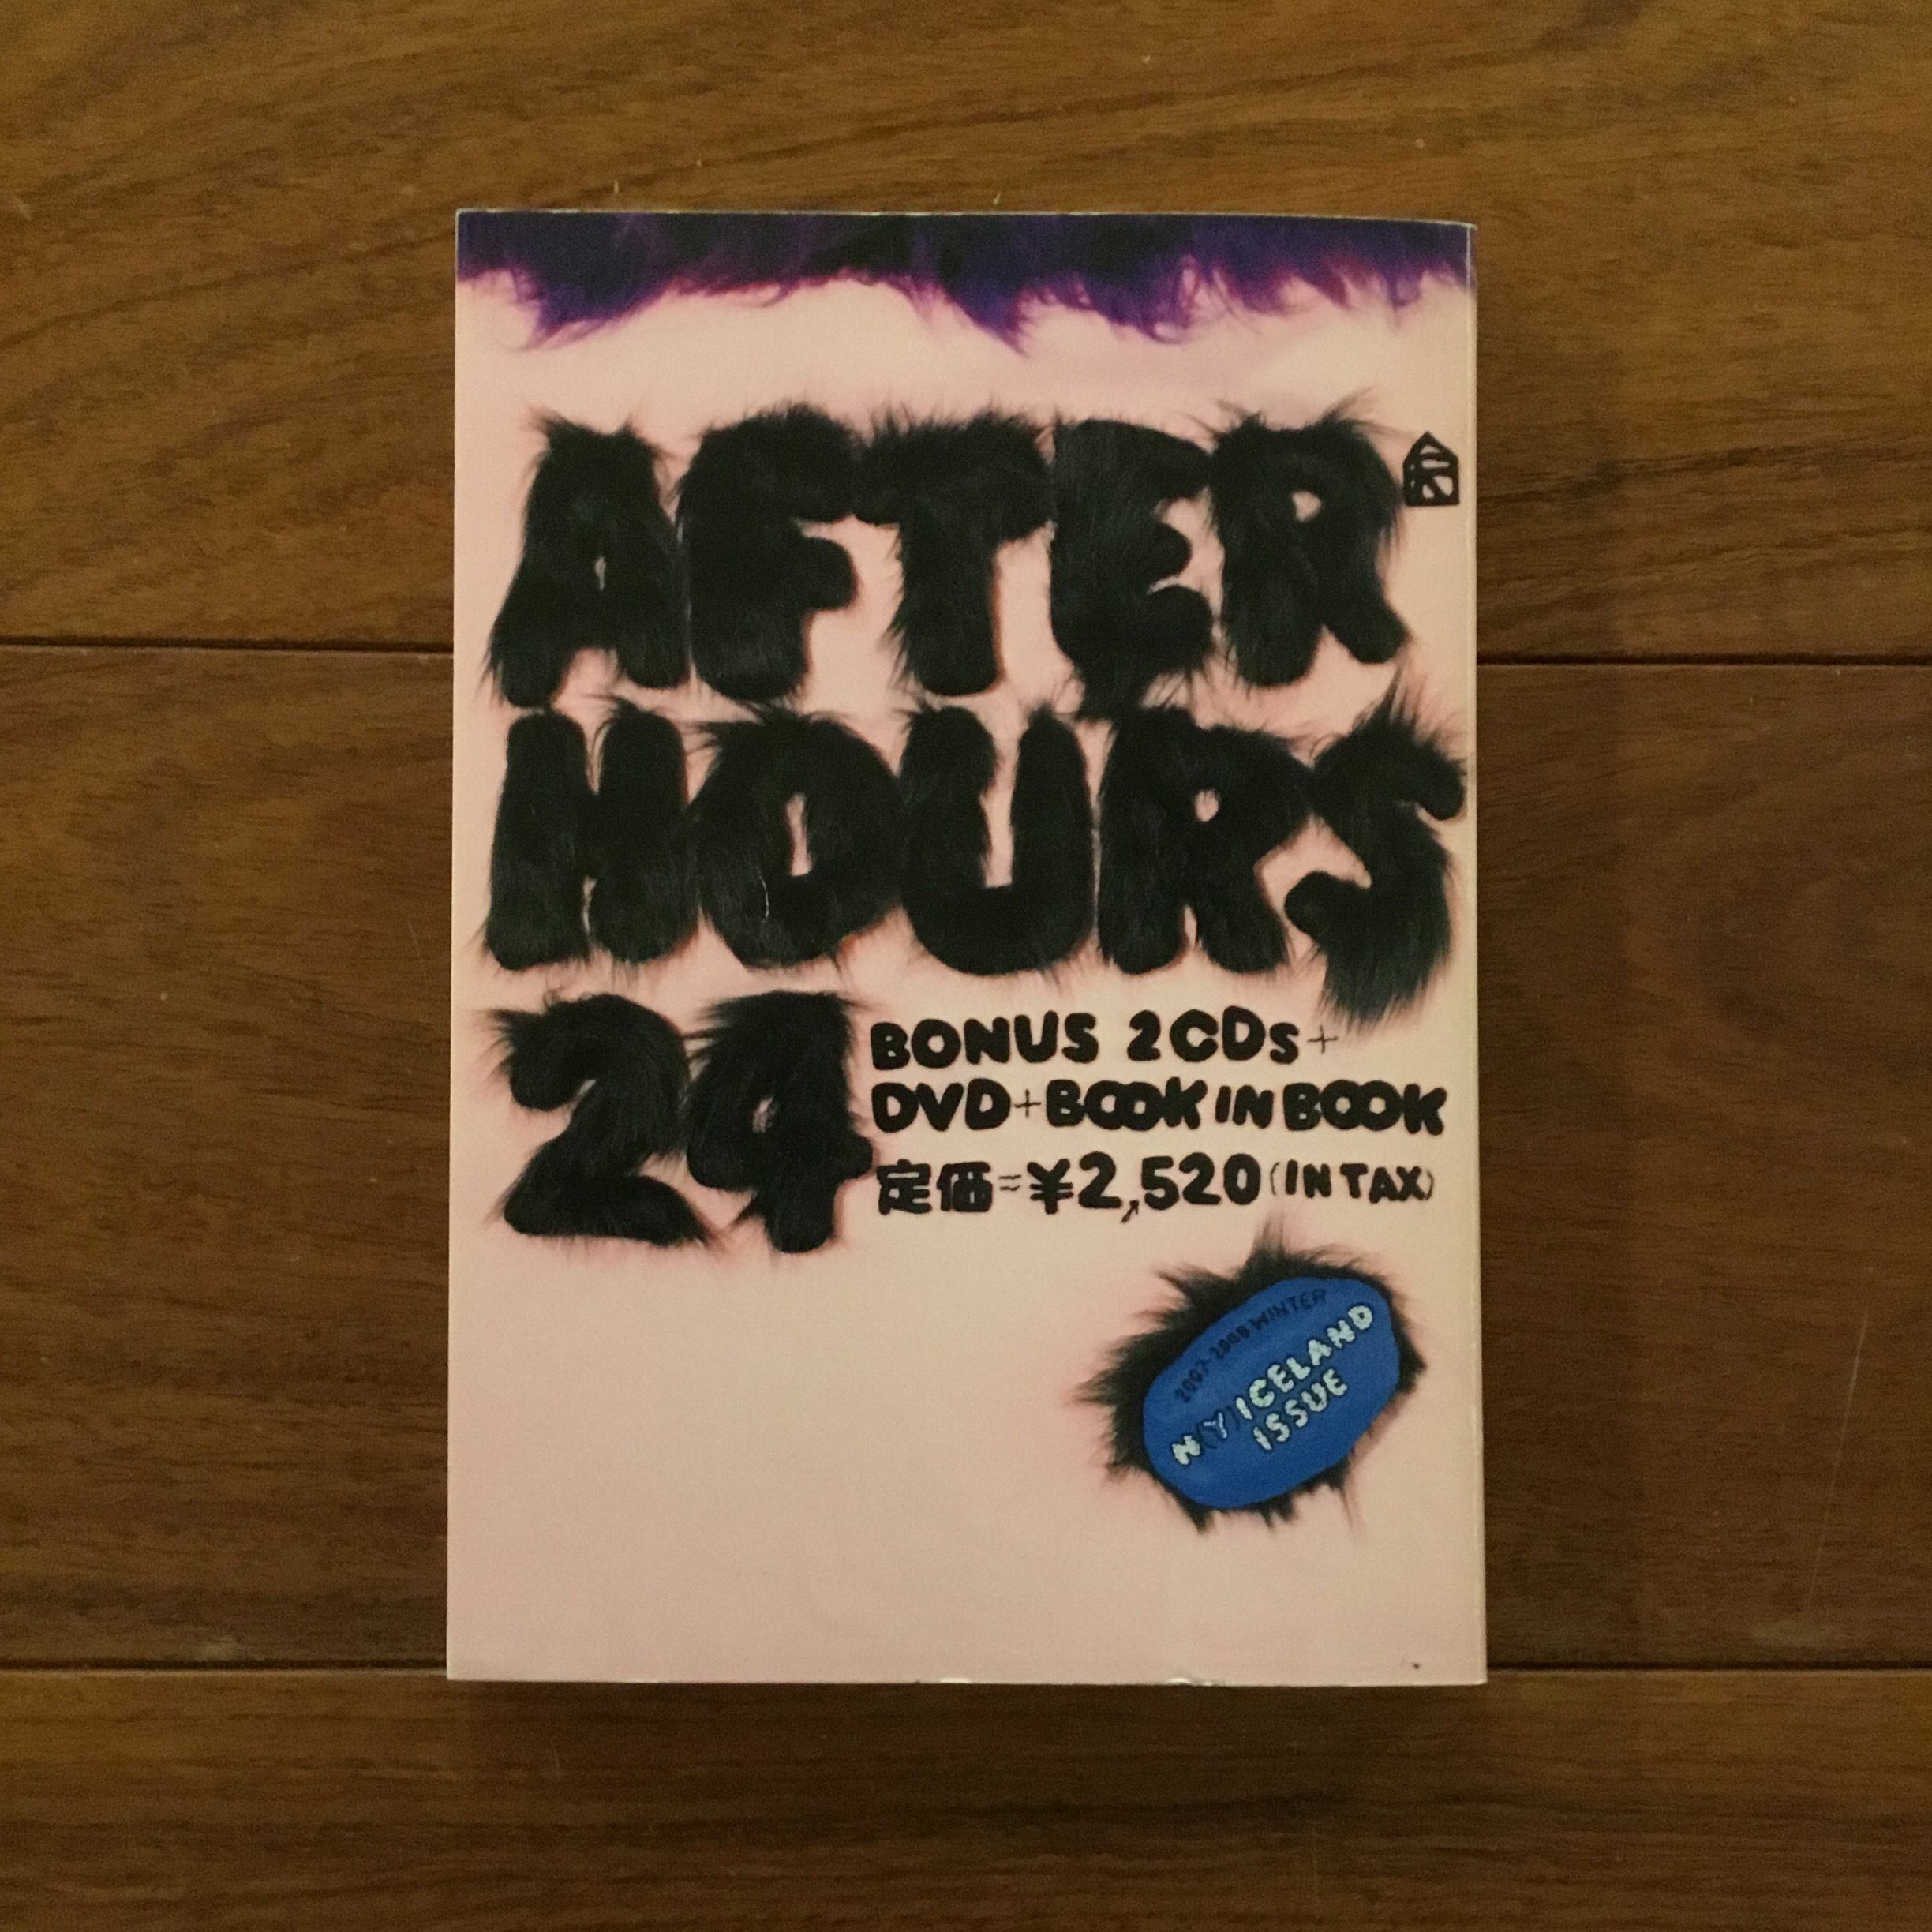 AFTER
HOURS
24
BONUS 2CDs+
DVD+BOOK IN BOOK
定価=¥2,520(IN TAX)
2007-2008 WINTER
N(Y)ICELAND
ISSUE